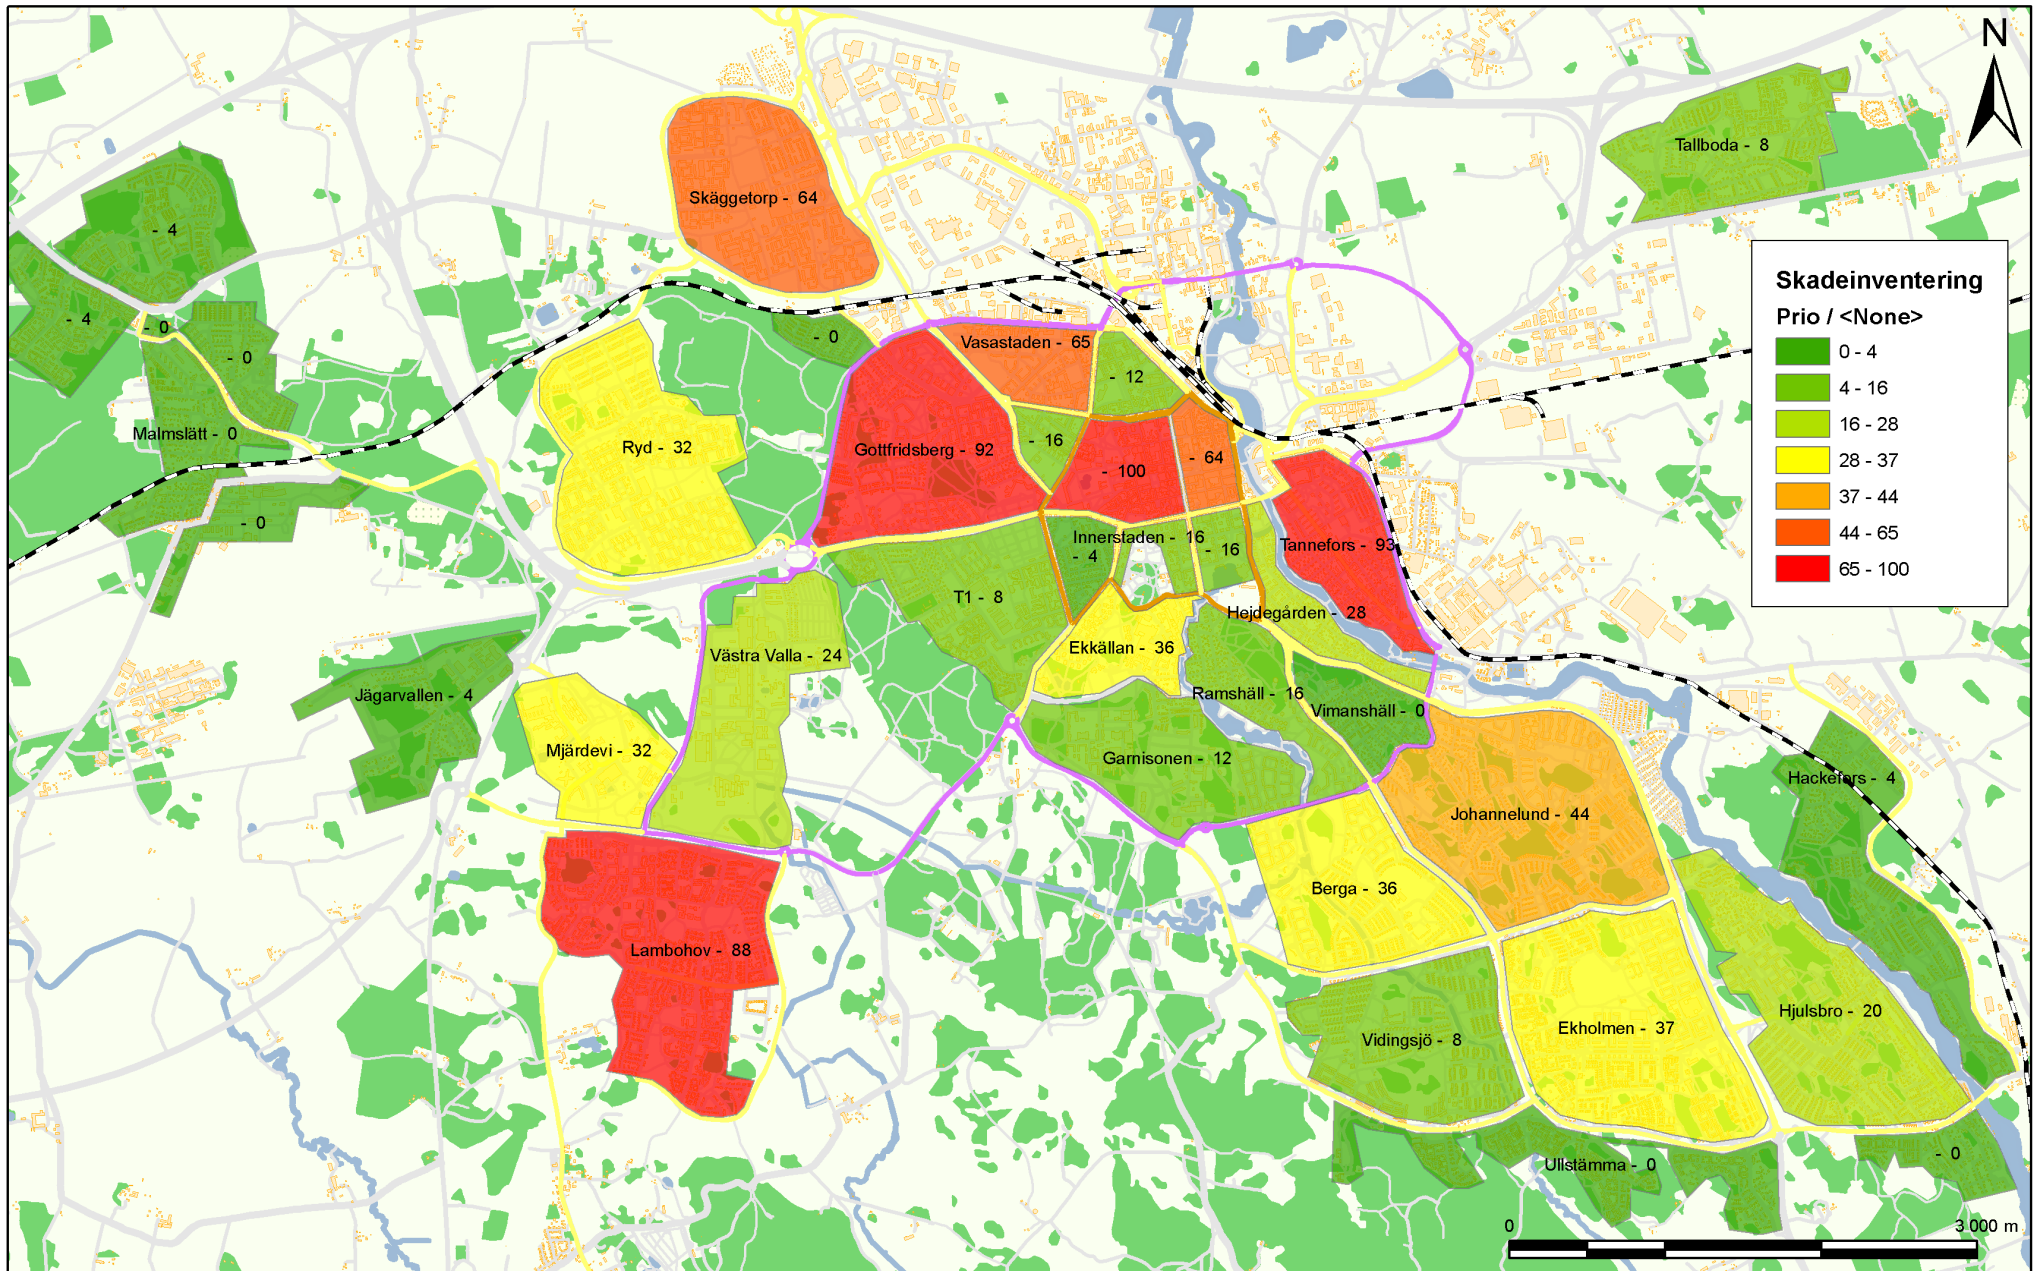 N
Tallboda - 8
Skäggetorp - 64
- 4
- 4
- 0
- 0
- 0
Vasastaden - 65
- 12
Malmslätt - 0
Ryd - 32
Gottfridsberg - 92
- 16
- 100
- 64
- 0
Innerstaden - 16
- 4
- 16
Tannefors - 93
T1 - 8
Hejdegården - 28
Västra Valla - 24
Ekkällan - 36
Jägarvallen - 4
Ramshäll - 16
Vimanshäll - 0
Mjärdevi - 32
Garnisonen - 12
Hackefors - 4
Johannelund - 44
Berga - 36
Lambohov - 88
Hjulsbro - 20
Ekholmen - 37
Vidingsjö - 8
Ullstämma - 0
- 0
Skadeinventering
Prio / <None>
0 - 4
4 - 16
16 - 28
28 - 37
37 - 44
44 - 65
65 - 100
0
3 000 m